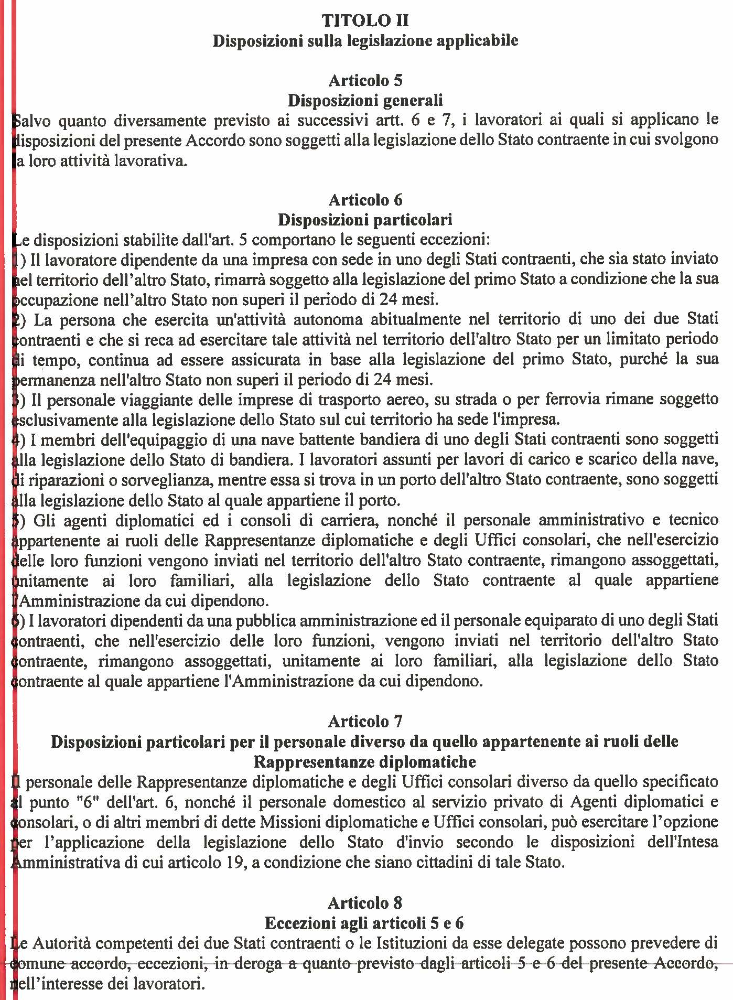 TITOLO II
Disposizioni sulla legislazione applicabile
Articolo 5
Disposizioni generali
Salvo quanto diversamente previsto ai successivi artt. 6 e 7, i lavoratori ai quali si applicano le
disposizioni del presente Accordo sono soggetti alla legislazione dello Stato contraente in cui svolgono
la loro attività lavorativa.
Articolo 6
Disposizioni particolari
Le disposizioni stabilite dall'art. 5 comportano le seguenti eccezioni:
1) Il lavoratore dipendente da una impresa con sede in uno degli Stati contraenti, che sia stato inviato
nel territorio dell’altro Stato, rimarrà soggetto alla legislazione del primo Stato a condizione che la sua
occupazione nell’altro Stato non superi il periodo di 24 mesi.
2) La persona che esercita un'attività autonoma abitualmente nel territorio di uno dei due Stati
contraenti e che si reca ad esercitare tale attività nel territorio dell'altro Stato per un limitato periodo
di tempo, continua ad essere assicurata in base alla legislazione del primo Stato, purché la sua
permanenza nell'altro Stato non superi il periodo di 24 mesi.
3) Il personale viaggiante delle imprese di trasporto aereo, su strada o per ferrovia rimane soggetto
esclusivamente alla legislazione dello Stato sul cui territorio ha sede l'impresa.
4) I membri dell'equipaggio di una nave battente bandiera di uno degli Stati contraenti sono soggetti
alla legislazione dello Stato di bandiera. I lavoratori assunti per lavori di carico e scarico della nave,
di riparazioni o sorveglianza, mentre essa si trova in un porto dell'altro Stato contraente, sono soggetti
alla legislazione dello Stato al quale appartiene il porto.
5) Gli agenti diplomatici ed i consoli di carriera, nonché il personale amministrativo e tecnico
appartenente ai ruoli delle Rappresentanze diplomatiche e degli Uffici consolari, che nell'esercizio
delle loro funzioni vengono inviati nel territorio dell'altro Stato contraente, rimangono assoggettati,
unitamente ai loro familiari, alla legislazione dello Stato contraente al quale appartiene
l'Amministrazione da cui dipendono.
6) I lavoratori dipendenti da una pubblica amministrazione ed il personale equiparato di uno degli Stati
contraenti, che nell'esercizio delle loro funzioni, vengono inviati nel territorio dell'altro Stato
contraente, rimangono assoggettati, unitamente ai loro familiari, alla legislazione dello Stato
contraente al quale appartiene l'Amministrazione da cui dipendono.
Articolo 7
Disposizioni particolari per il personale diverso da quello appartenente ai ruoli delle
Rappresentanze diplomatiche
Il personale delle Rappresentanze diplomatiche e degli Uffici consolari diverso da quello specificato
al punto "6" dell'art. 6, nonché il personale domestico al servizio privato di Agenti diplomatici e
consolari, o di altri membri di dette Missioni diplomatiche e Uffici consolari, può esercitare l’opzione
per l’applicazione della legislazione dello Stato d'invio secondo le disposizioni dell'Intesa
Amministrativa di cui articolo 19, a condizione che siano cittadini di tale Stato.
Articolo 8
Eccezioni agli articoli 5 e 6
Le Autorità competenti dei due Stati contraenti o le Istituzioni da esse delegate possono prevedere di
comune accordo, eccezioni, in deroga a quanto previsto dagli articoli 5 e 6 del presente Accordo,
nell’interesse dei lavoratori.